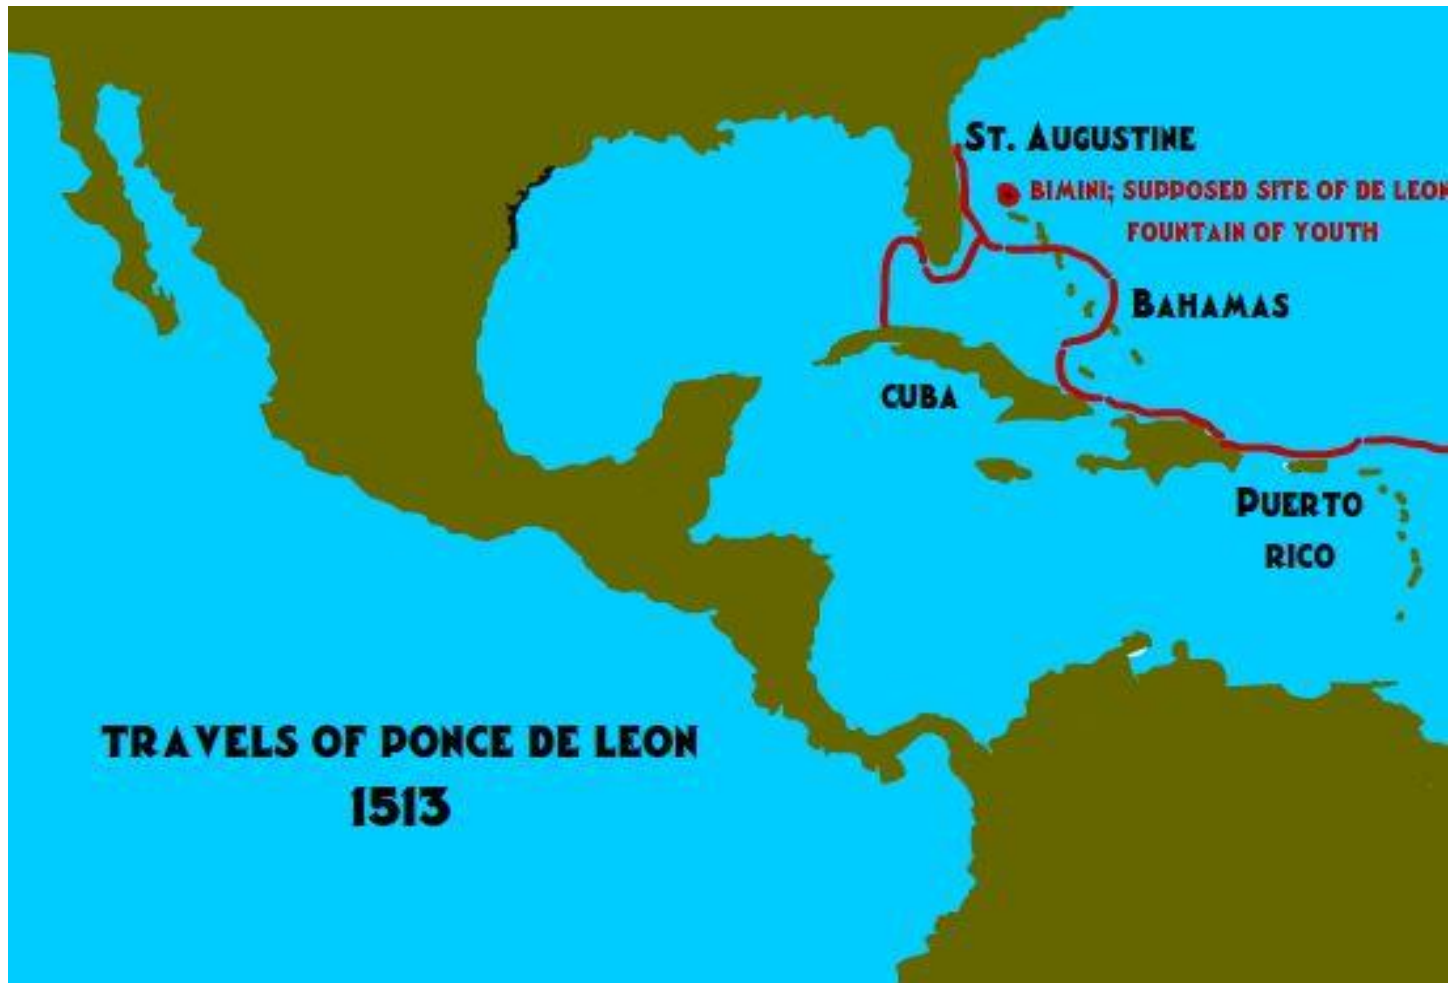 ST. AUGUSTINE
BIMINI; SUPPOSED SITE OF DE LEON
FOUNTAIN OF YOUTH
BAHAMAS
CUBA
PUERTO
RICO
TRAVELS OF PONCE DE LEON
1513